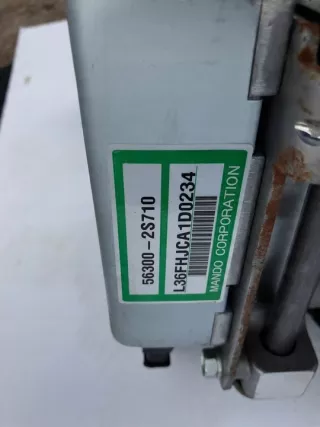 56300-2S710
L36FHJCA1D0234
MANDO CORPORATION